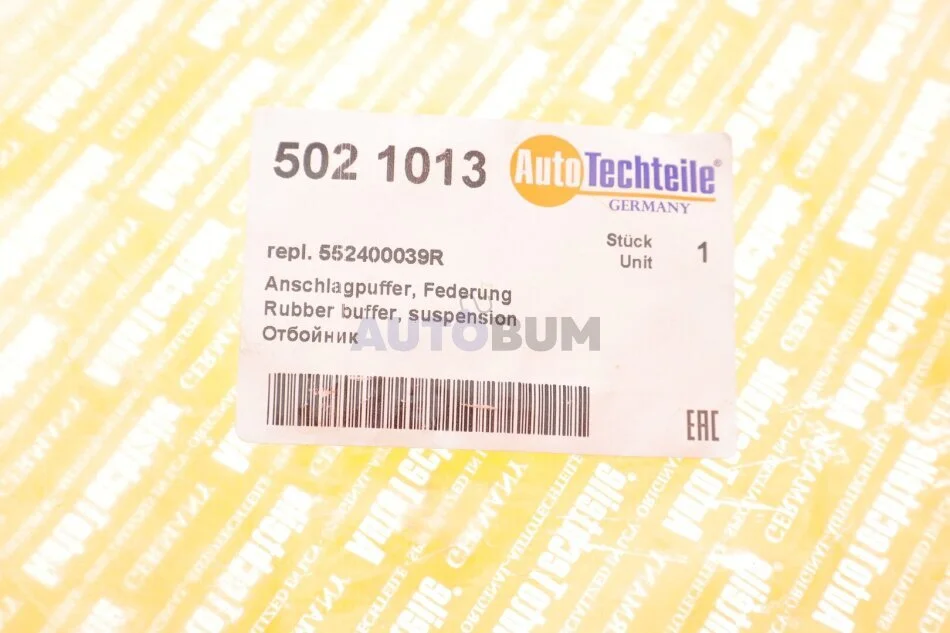 502 1013
AutoTechteile®
GERMANY
repl. 552400039R
Stück 1
Unit
Anschlagpuffer, Federung
Rubber buffer, suspension
Отбойник
AUTOBUM
EAC